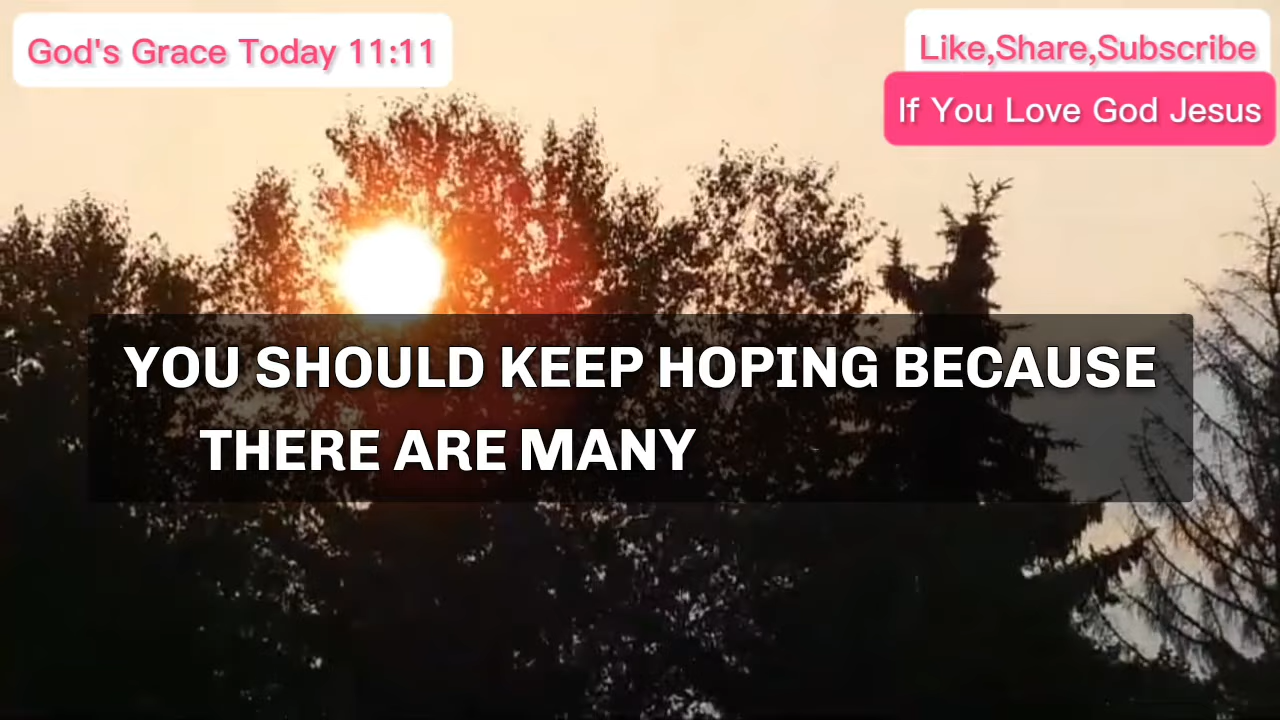 God's Grace Today 11:11
Like,Share,Subscribe
If You Love God Jesus
YOU SHOULD KEEP HOPING BECAUSE
THERE ARE MANY